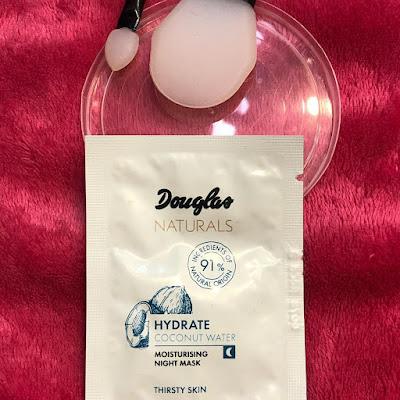 Douglas
NATURALS
INGREDIENTS OF
91%
NATURAL ORIGIN
HYDRATE
COCONUT WATER
MOISTURISING
NIGHT MASK
THIRSTY SKIN